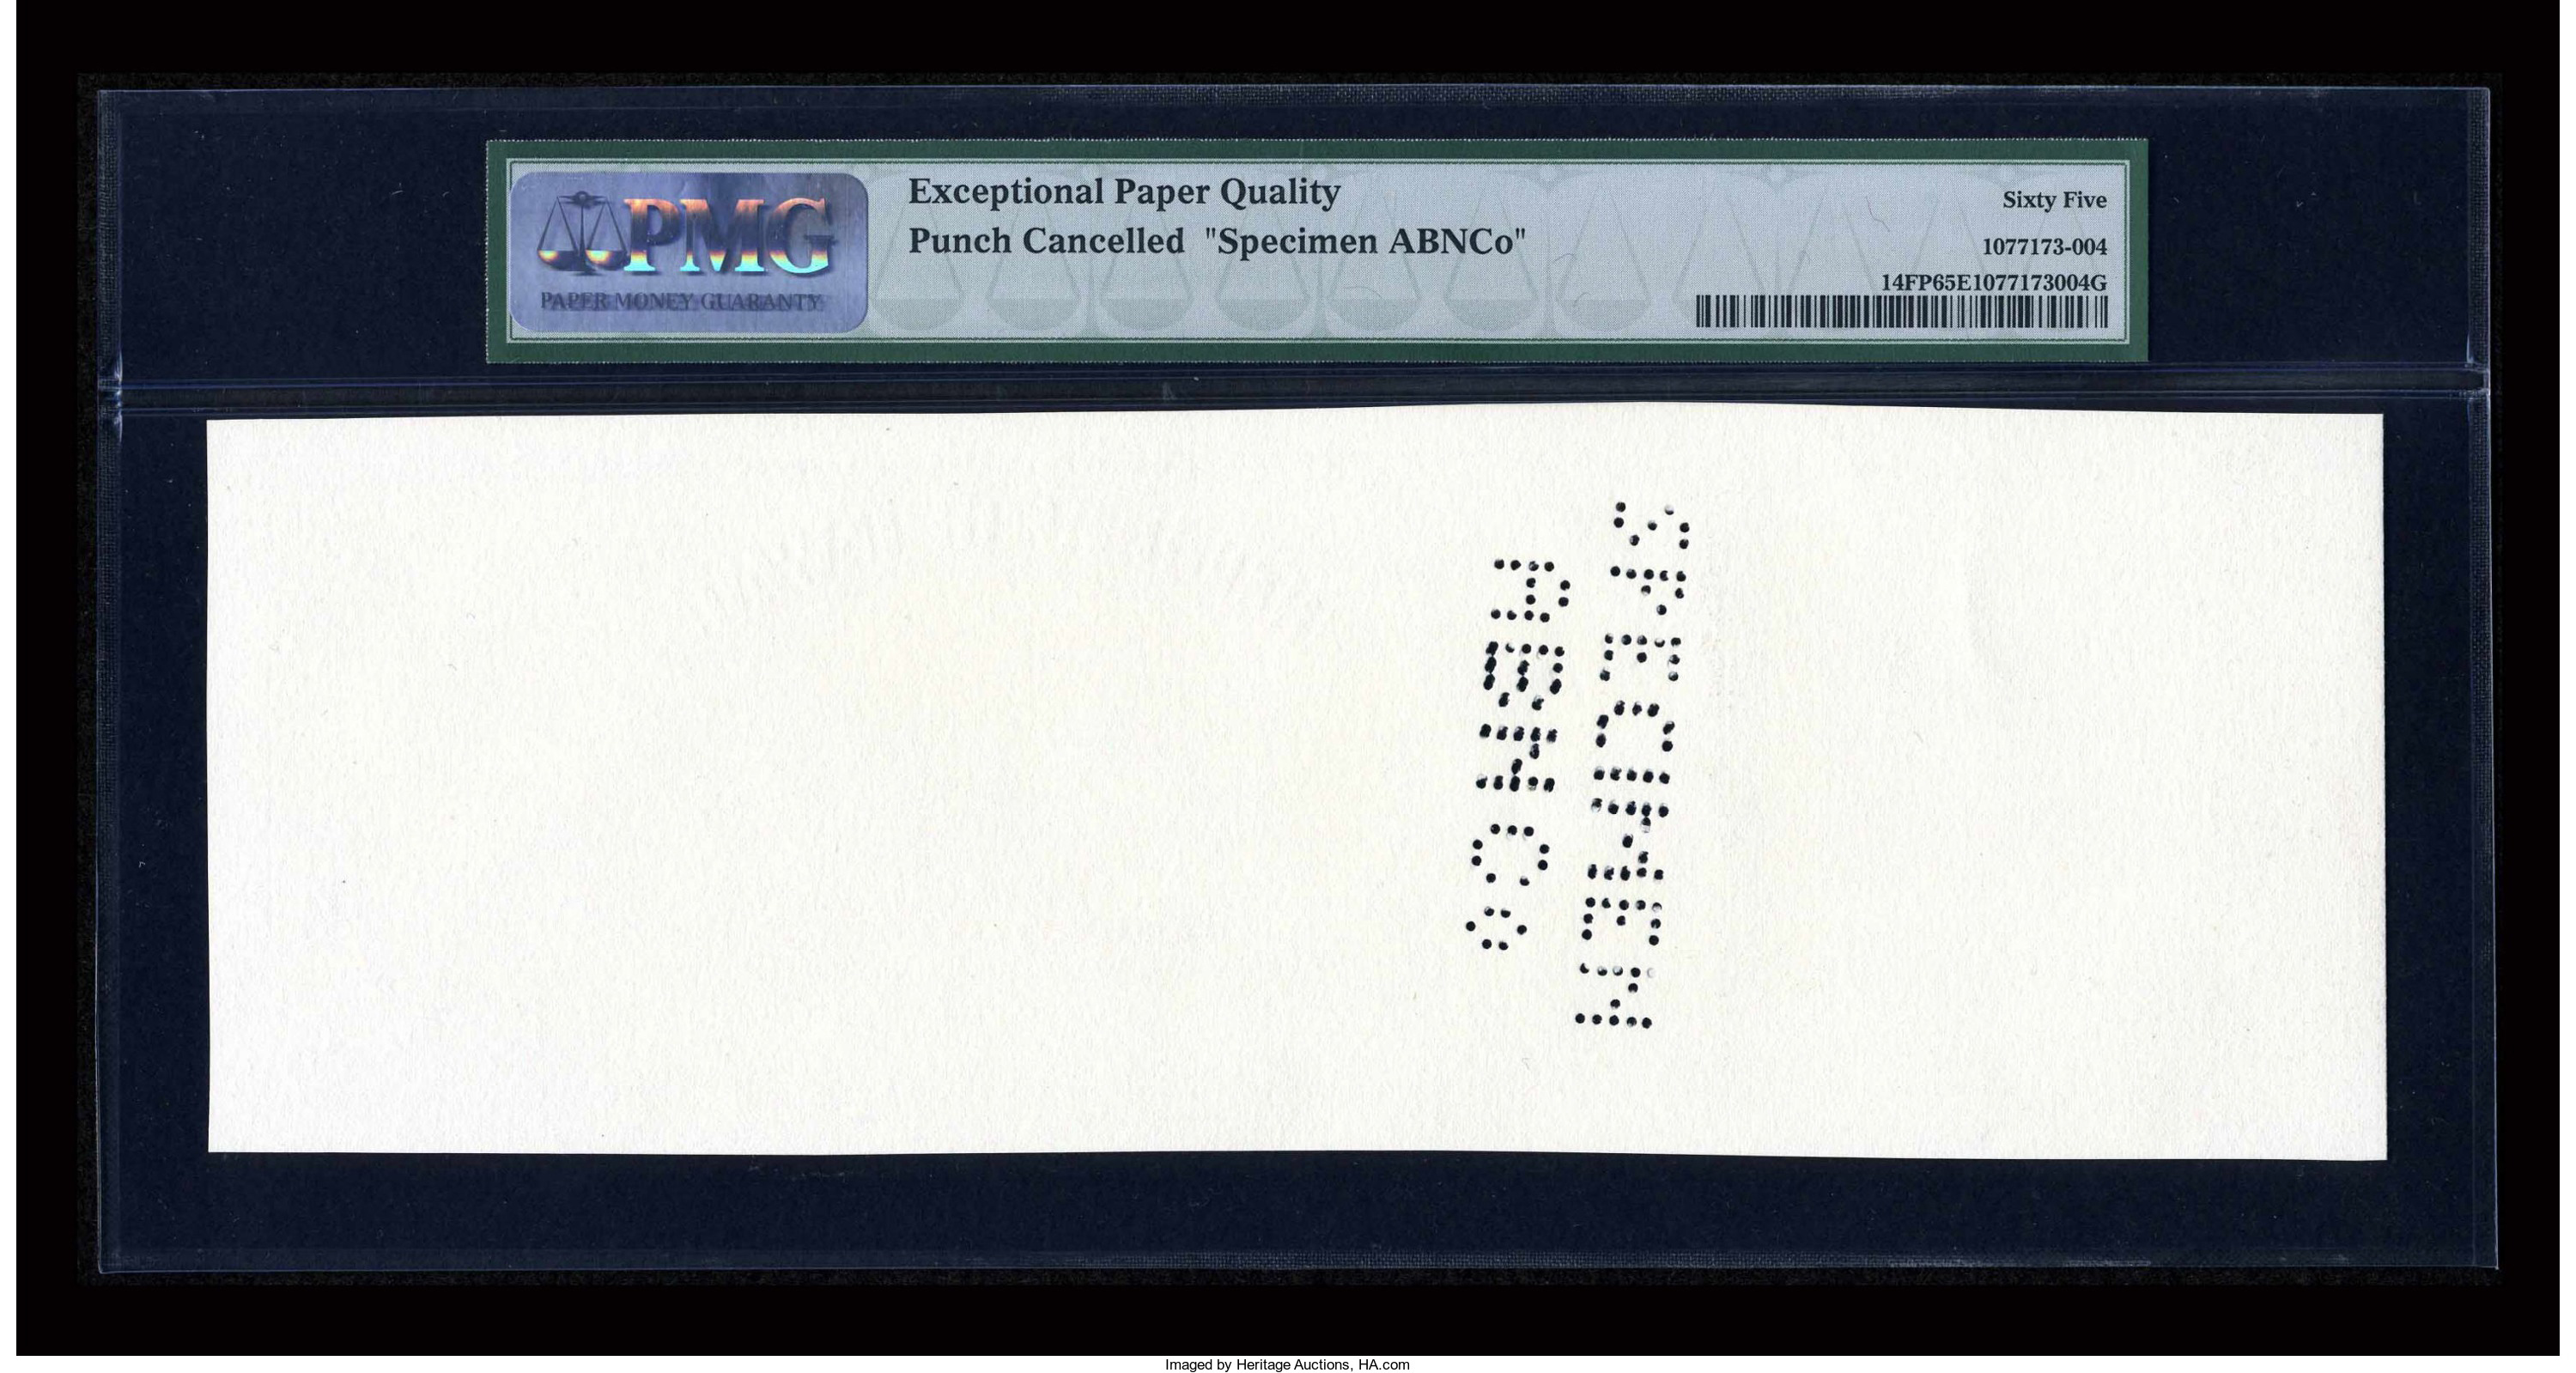 PMG
PAPER MONEY GUARANTY
Exceptional Paper Quality
Punch Cancelled "Specimen ABNCo"
Sixty Five
1077173-004
14FP65E1077173004G
SPECIMEN
ABNCo
Imaged by Heritage Auctions, HA.com